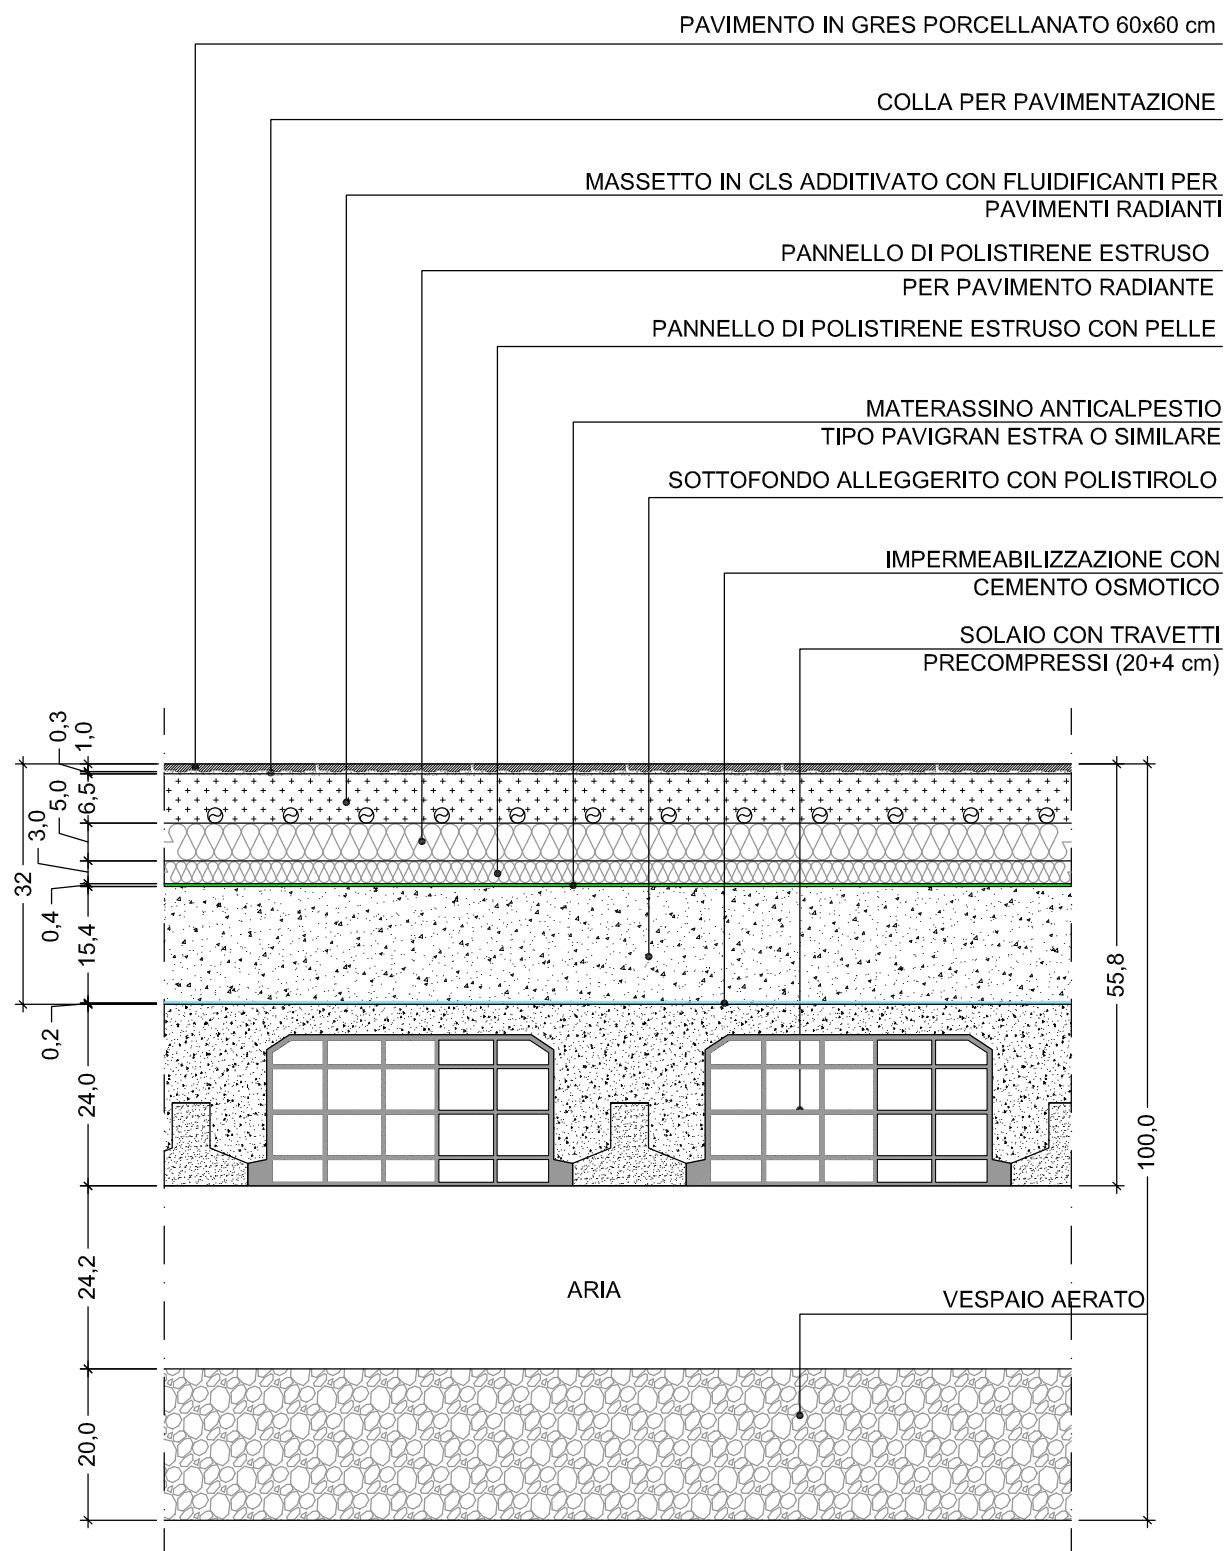 PAVIMENTO IN GRES PORCELLANATO 60x60 cm
COLLA PER PAVIMENTAZIONE
MASSETTO IN CLS ADDITIVATO CON FLUIDIFICANTI PER
PAVIMENTI RADIANTI
PANNELLO DI POLISTIRENE ESTRUSO
PER PAVIMENTO RADIANTE
PANNELLO DI POLISTIRENE ESTRUSO CON PELLE
MATERASSINO ANTICALPESTIO
TIPO PAVIGRAN ESTRA O SIMILARE
SOTTOFONDO ALLEGGERITO CON POLISTIROLO
IMPERMEABILIZZAZIONE CON
CEMENTO OSMOTICO
SOLAIO CON TRAVETTI
PRECOMPRESSI (20+4 cm)
0,3
1,0
6,5
5,0
3,0
32
0,4
15,4
0,2
24,0
24,2
20,0
55,8
100,0
ARIA
VESPAIO AERATO